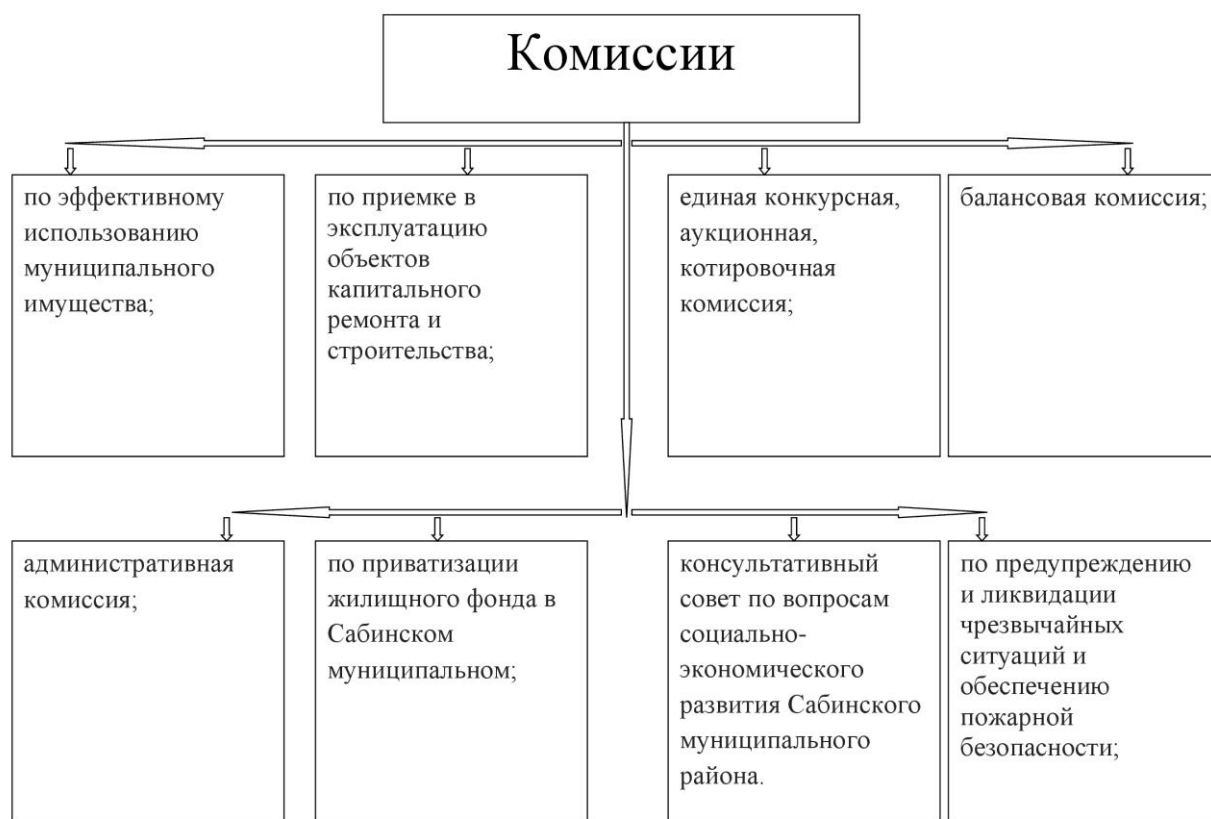 Комиссии
по эффективному
использованию
муниципального
имущества;
по приемке в
эксплуатацию
объектов
капитального
ремонта и
строительства;
единая конкурсная,
аукционная,
котировочная
комиссия;
балансовая комиссия;
административная
комиссия;
по приватизации
жилищного фонда в
Сабинском
муниципальном;
консультативный
совет по вопросам
социально-
экономического
развития Сабинского
муниципального
района.
по предупреждению
и ликвидации
чрезвычайных
ситуаций и
обеспечению
пожарной
безопасности;